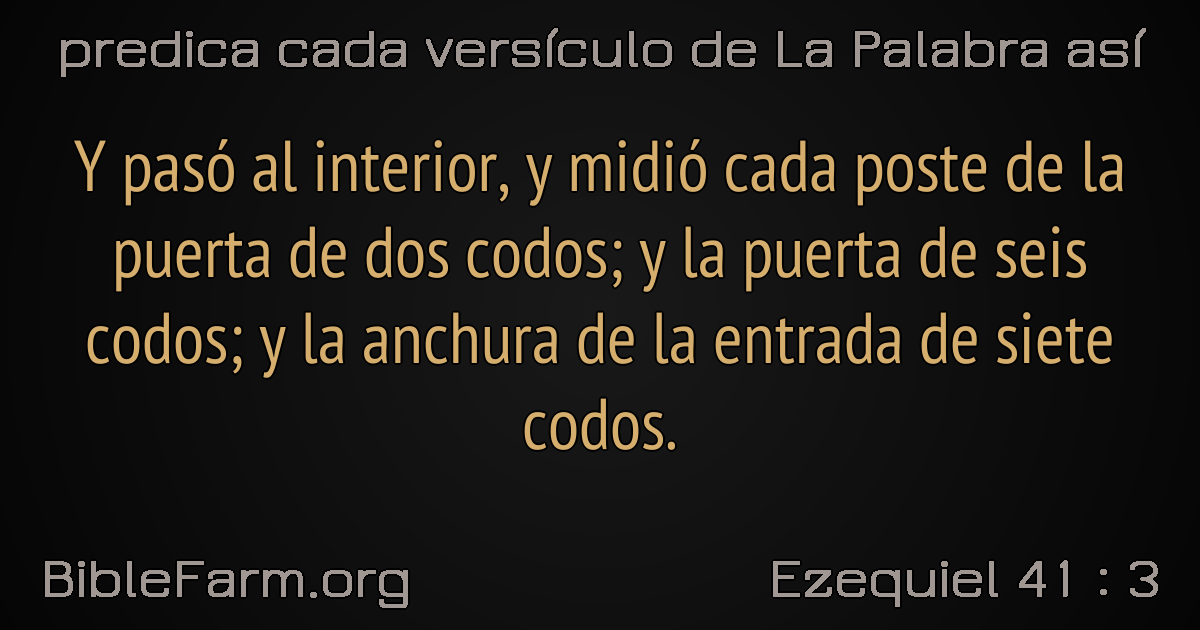 predica cada versículo de La Palabra así
Y pasó al interior, y midió cada poste de la
puerta de dos codos; y la puerta de seis
codos; y la anchura de la entrada de siete
codos.
BibleFarm.org
Ezequiel 41 : 3